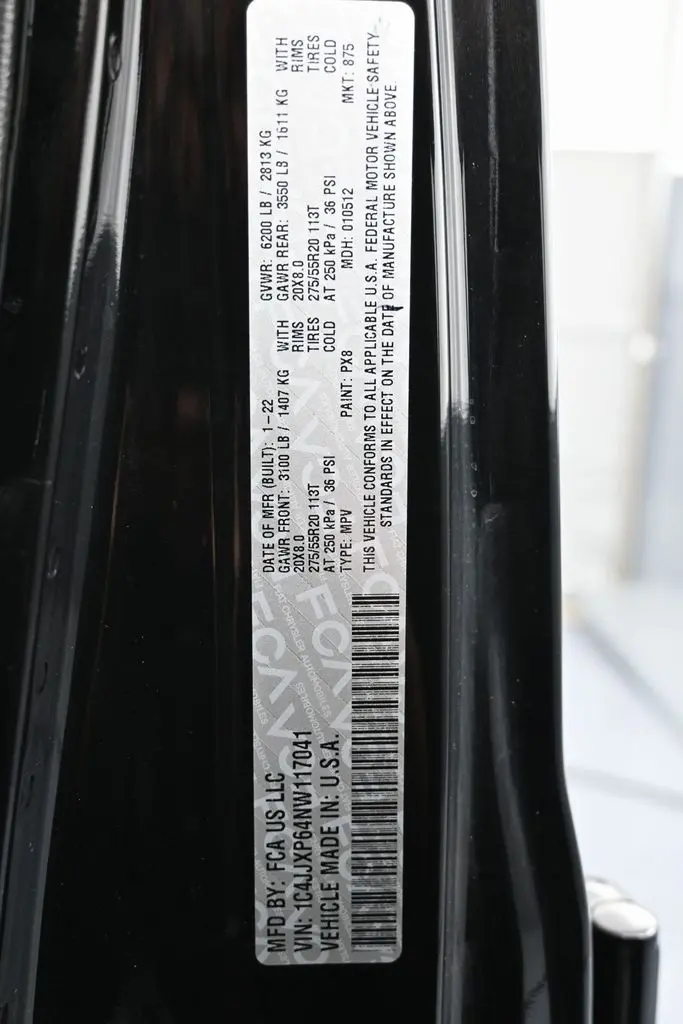 MFD BY: FCA US LLC
VIN: 1C4JJXP64NW117041
VEHICLE MADE IN: U.S.A.
DATE OF MFR (BUILT): 1-22 GVWR: 6200 LB / 2813 KG
GAWR FRONT: 3100 LB / 1407 KG WITH GAWR REAR: 3550 LB / 1611 KG WITH
20X8.0 RIMS 20X8.0 RIMS
275/55R20 113T TIRES 275/55R20 113T TIRES
AT 250 kPa / 36 PSI COLD AT 250 kPa / 36 PSI COLD
TYPE: MPV PAINT: PX8 MDH: 010512 MKT: 875
THIS VEHICLE CONFORMS TO ALL APPLICABLE U.S.A. FEDERAL MOTOR VEHICLE SAFETY
STANDARDS IN EFFECT ON THE DATE OF MANUFACTURE SHOWN ABOVE